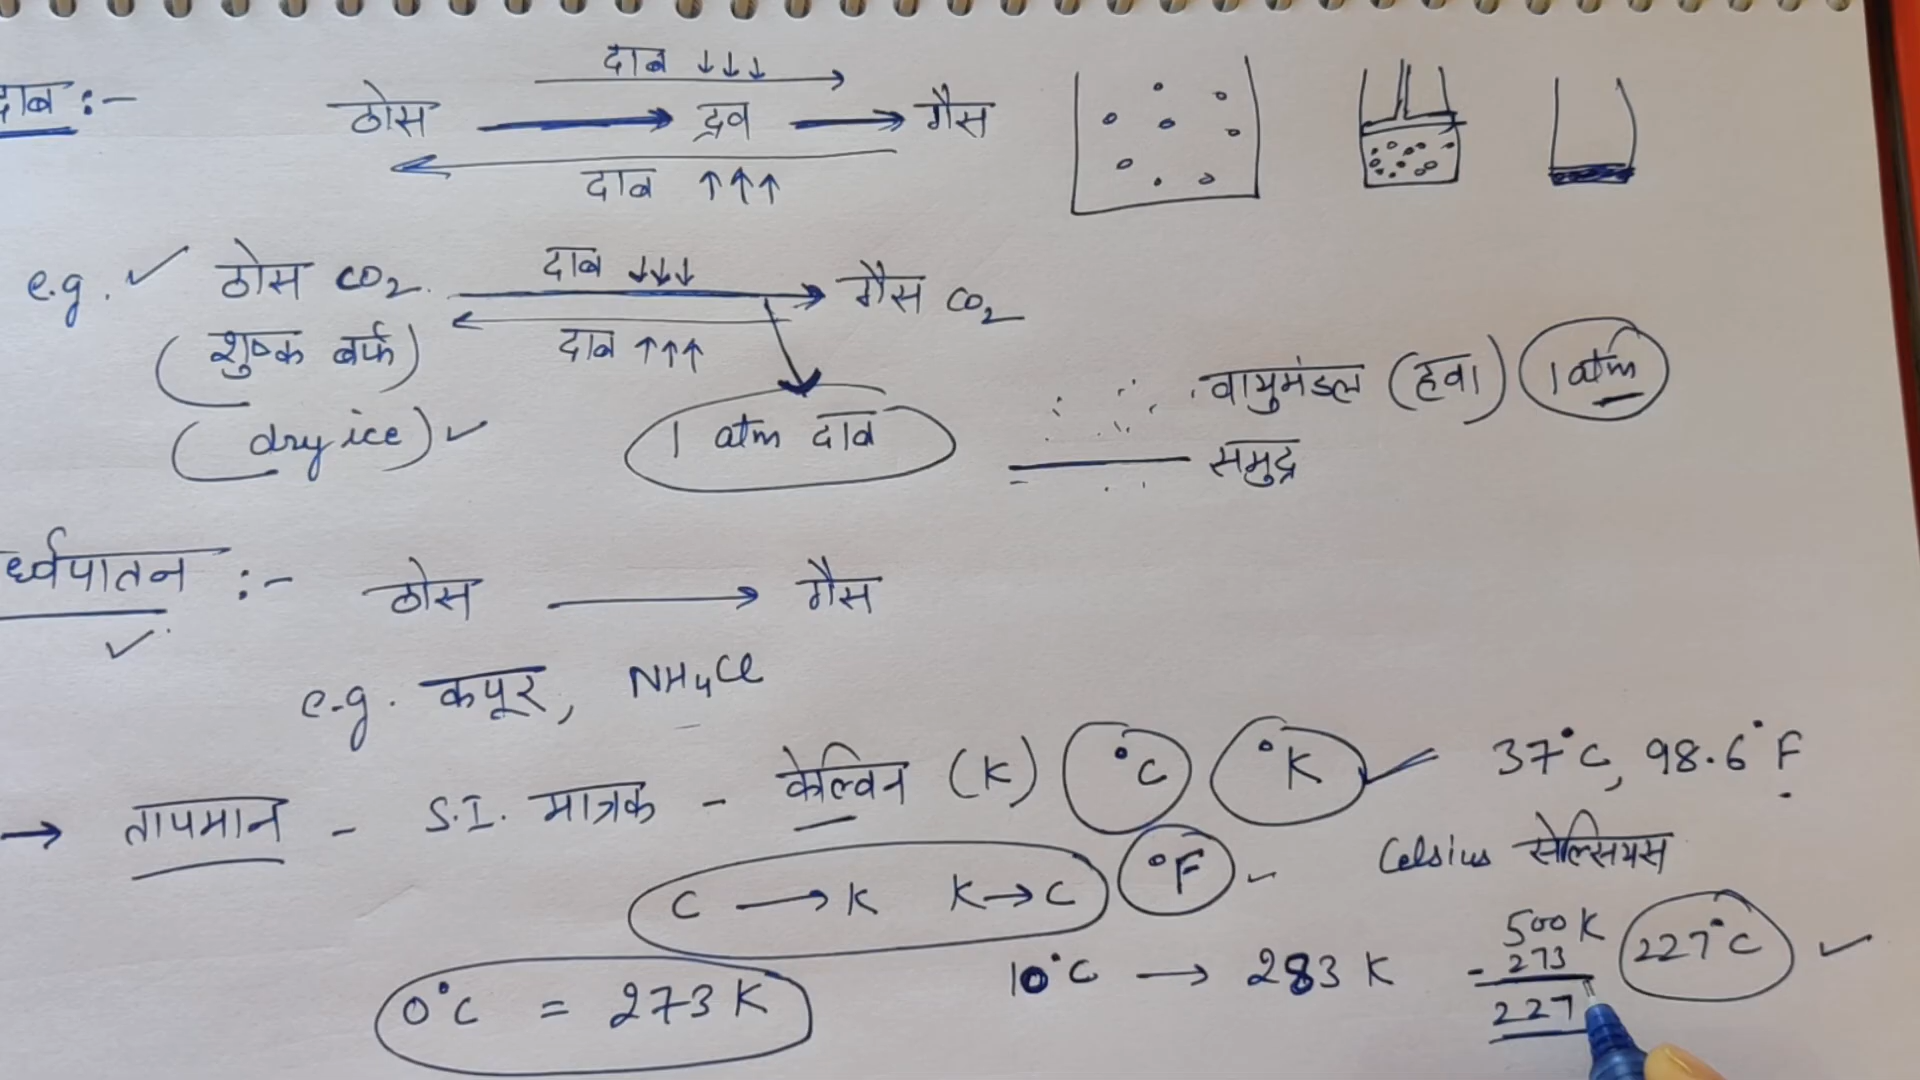 दाब :-
दाब ↓↓↓
ठोस → द्रव → गैस
दाब ↑↑↑
e.g. ✓ ठोस CO2 दाब ↓↓↓ गैस CO2
(शुष्क बर्फ) दाब ↑↑↑
(dry ice) ✓ 1 atm दाब
वायुमंडल (हवा) 1 atm
समुद्र
र्ध्वपातन :- ठोस → गैस
e.g. कपूर, NH4Cl
→ तापमान - S.I. मात्रक - केल्विन (K) °C °K ✓ 37°C, 98.6°F
C → K K → C °F ✓ Celsius सेल्सियस
0°C = 273 K
10°C → 283 K
500 K
- 273
227
227°C ✓